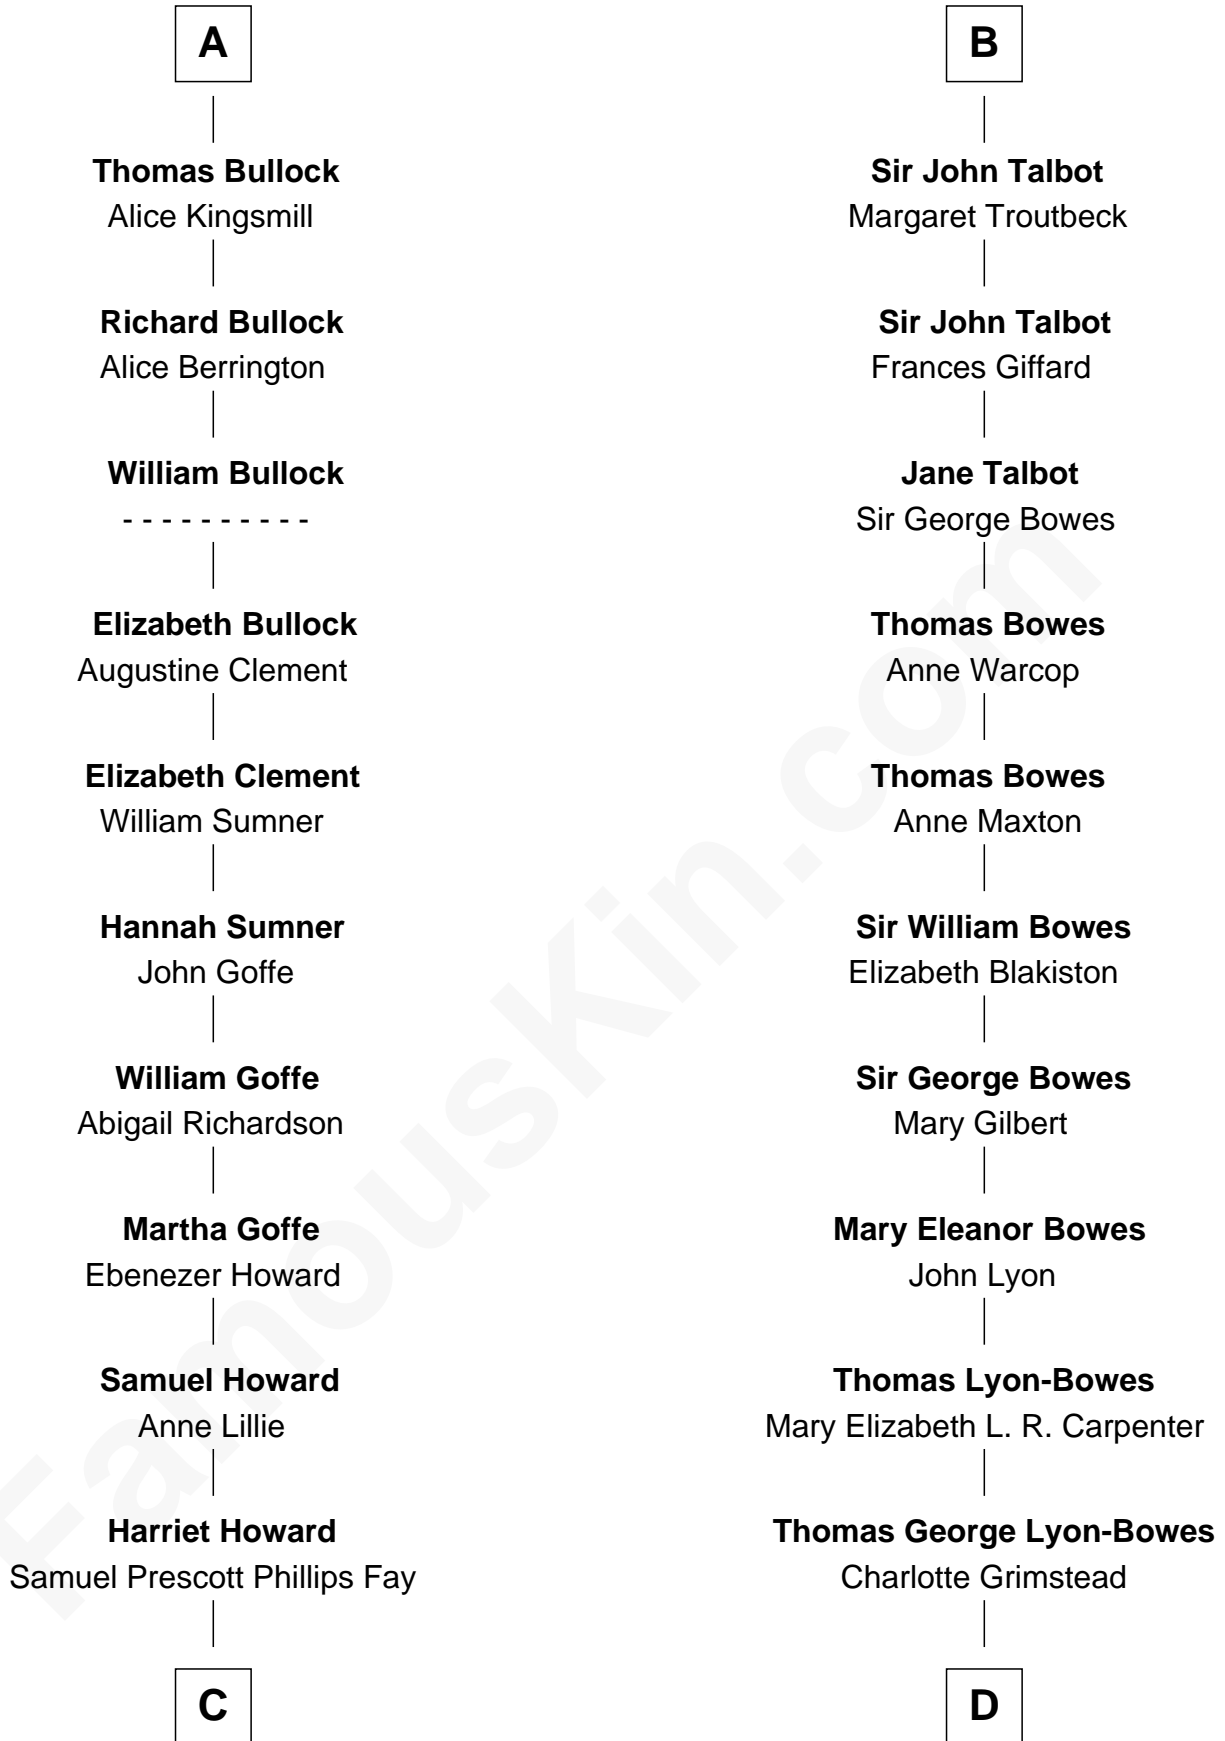 A
Thomas Bullock
Alice Kingsmill
Richard Bullock
Alice Berrington
William Bullock
- - - - - - - - - -
Elizabeth Bullock
Augustine Clement
Elizabeth Clement
William Sumner
Hannah Sumner
John Goffe
William Goffe
Abigail Richardson
Martha Goffe
Ebenezer Howard
Samuel Howard
Anne Lillie
Harriet Howard
Samuel Prescott Phillips Fay
C
B
Sir John Talbot
Margaret Troutbeck
Sir John Talbot
Frances Giffard
Jane Talbot
Sir George Bowes
Thomas Bowes
Anne Warcop
Thomas Bowes
Anne Maxton
Sir William Bowes
Elizabeth Blakiston
Sir George Bowes
Mary Gilbert
Mary Eleanor Bowes
John Lyon
Thomas Lyon-Bowes
Mary Elizabeth L. R. Carpenter
Thomas George Lyon-Bowes
Charlotte Grimstead
D
FamousKin.com